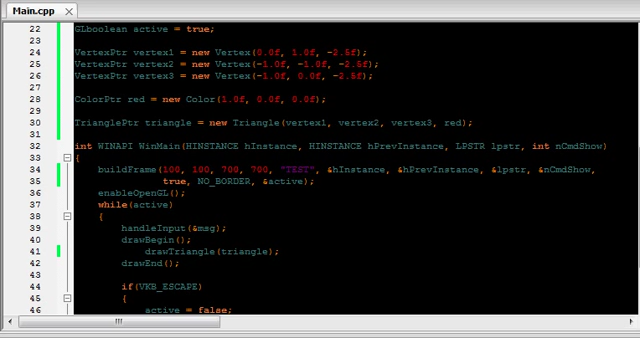 Main.cpp
22 GLboolean active = true;
23
24 VertexPtr vertex1 = new Vertex(0.0f, 1.0f, -2.5f);
25 VertexPtr vertex2 = new Vertex(-1.0f, -1.0f, -2.5f);
26 VertexPtr vertex3 = new Vertex(-1.0f, 0.0f, -2.5f);
27
28 ColorPtr red = new Color(1.0f, 0.0f, 0.0f);
29
30 TrianglePtr triangle = new Triangle(vertex1, vertex2, vertex3, red);
31
32 int WINAPI WinMain(HINSTANCE hInstance, HINSTANCE hPrevInstance, LPSTR lpstr, int nCmdShow)
33 {
34 buildFrame(100, 100, 700, 700, "TEST", &hInstance, &hPrevInstance, &lpstr, &nCmdShow,
35 true, NO_BORDER, &active);
36 enableOpenGL();
37 while(active)
38 {
39 handleInput(&msg);
40 drawBegin();
41 drawTriangle(triangle);
42 drawEnd();
43
44 if(VKB_ESCAPE)
45 {
46 active = false;